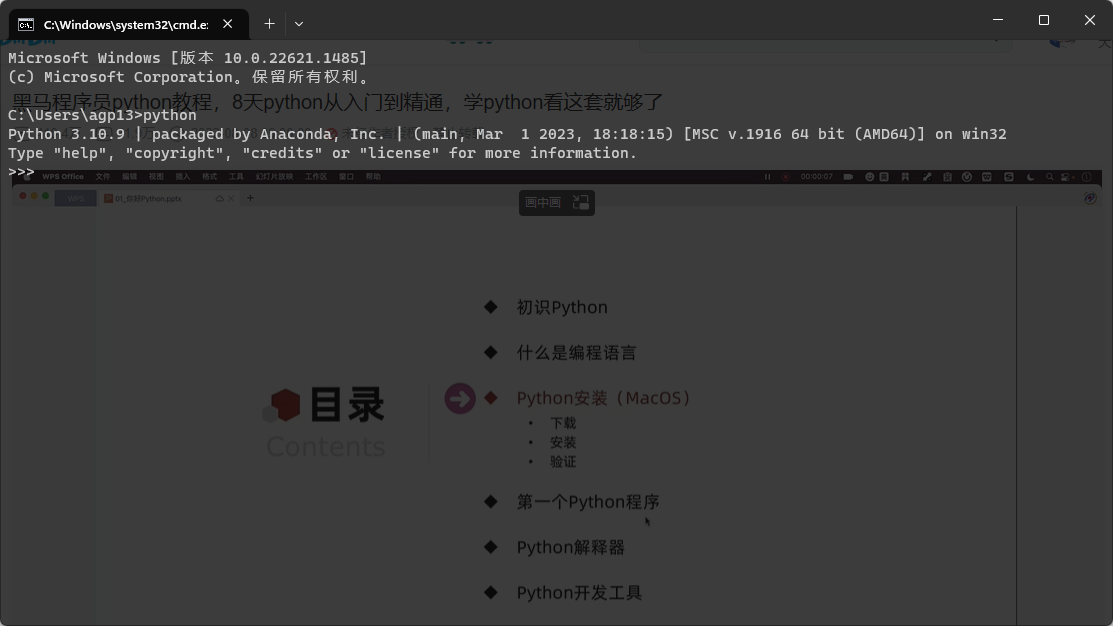 C:\Windows\system32\cmd.e:
Microsoft Windows [版本 10.0.22621.1485]
(c) Microsoft Corporation。保留所有权利。
黑马程序员python教程，8天python从入门到精通，学python看这套就够了
C:\Users\agp13>python
Python 3.10.9 | packaged by Anaconda, Inc. | (main, Mar  1 2023, 18:18:15) [MSC v.1916 64 bit (AMD64)] on win32
Type "help", "copyright", "credits" or "license" for more information.
>>>
WPS Office 文件 编辑 视图 插入 格式 工具 幻灯片放映 工作区 窗口 帮助 00:00:07
WPS 01_你好Python.pptx
画中画
目录
Contents
初识Python
什么是编程语言
Python安装（MacOS）
下载
安装
验证
第一个Python程序
Python解释器
Python开发工具